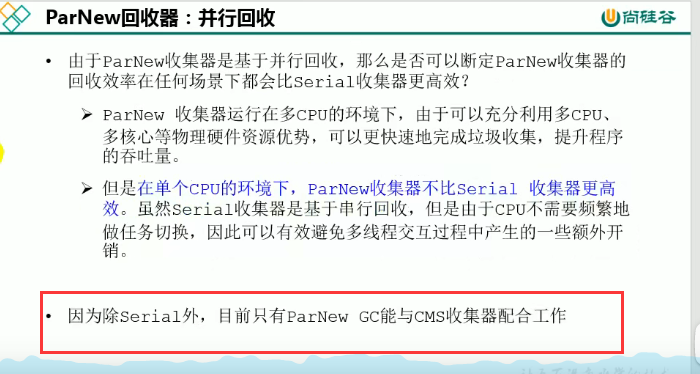 ParNew回收器：并行回收
尚硅谷
• 由于ParNew收集器是基于并行回收，那么是否可以断定ParNew收集器的
回收效率在任何场景下都会比Serial收集器更高效？
➢ ParNew 收集器运行在多CPU的环境下，由于可以充分利用多CPU、
多核心等物理硬件资源优势，可以更快速地完成垃圾收集，提升程序
的吞吐量。
➢ 但是在单个CPU的环境下，ParNew收集器不比Serial 收集器更高
效。虽然Serial收集器是基于串行回收，但是由于CPU不需要频繁地
做任务切换，因此可以有效避免多线程交互过程中产生的一些额外开
销。
• 因为除Serial外，目前只有ParNew GC能与CMS收集器配合工作